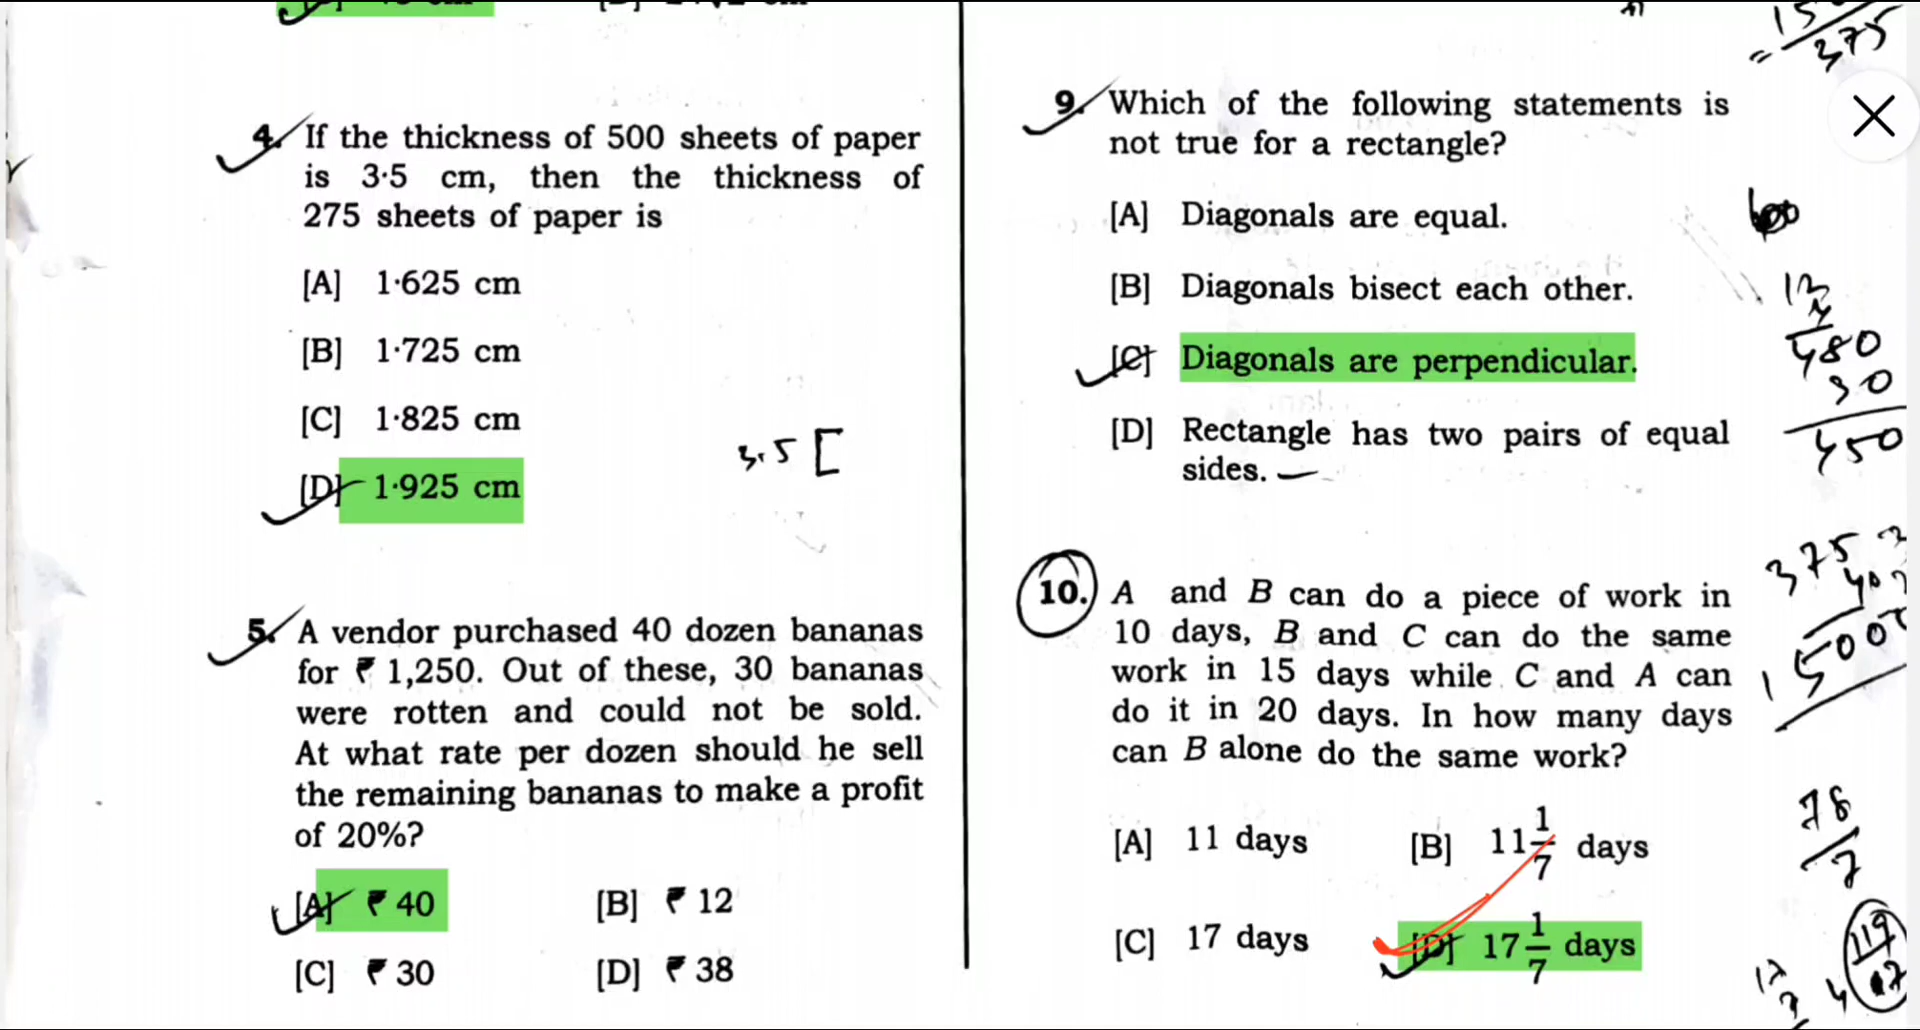 4. If the thickness of 500 sheets of paper
is 3·5 cm, then the thickness of
275 sheets of paper is
[A] 1·625 cm
[B] 1·725 cm
[C] 1·825 cm
[D] 1·925 cm
3.5 [
5. A vendor purchased 40 dozen bananas
for ₹ 1,250. Out of these, 30 bananas
were rotten and could not be sold.
At what rate per dozen should he sell
the remaining bananas to make a profit
of 20%?
[A] ₹ 40 [B] ₹ 12
[C] ₹ 30 [D] ₹ 38
9. Which of the following statements is
not true for a rectangle?
[A] Diagonals are equal.
[B] Diagonals bisect each other.
[C] Diagonals are perpendicular.
[D] Rectangle has two pairs of equal
sides.
10. A and B can do a piece of work in
10 days, B and C can do the same
work in 15 days while C and A can
do it in 20 days. In how many days
can B alone do the same work?
[A] 11 days [B] 11 1/7 days
[C] 17 days [D] 17 1/7 days
= 375
480
30
450
375
78
7
119